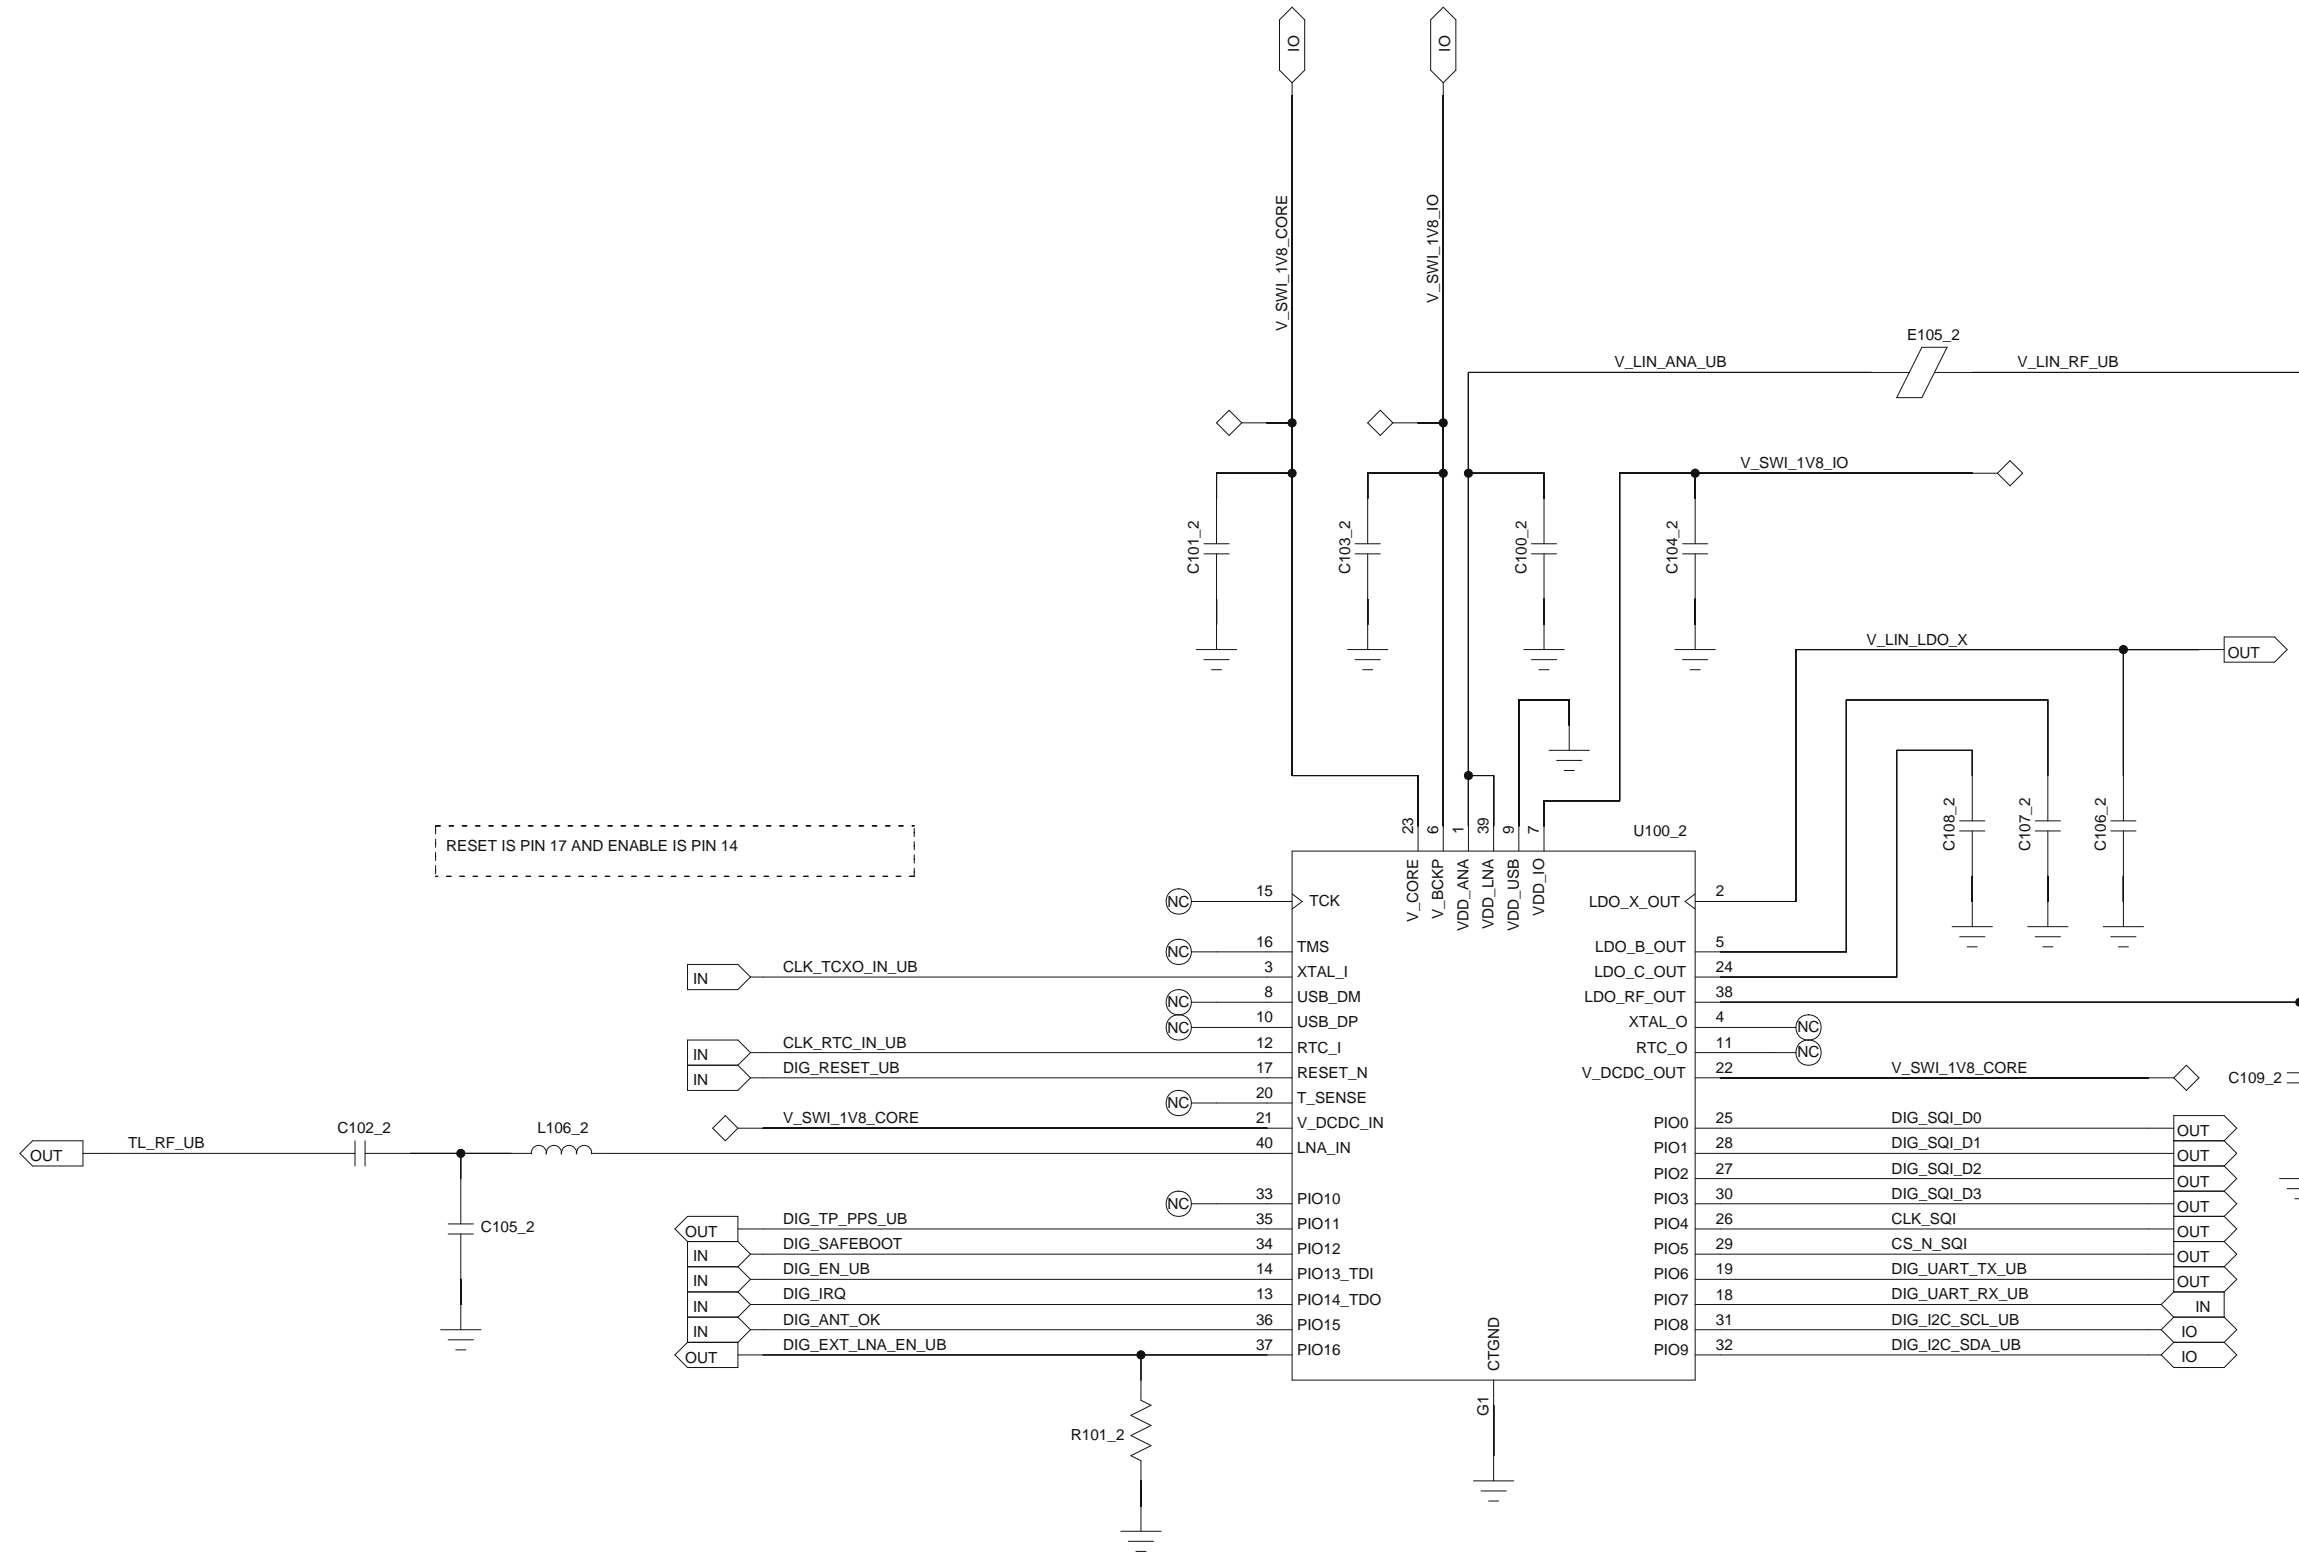 IO
IO
V_SWI_1V8_CORE
V_SWI_1V8_IO
E105_2
V_LIN_ANA_UB
V_LIN_RF_UB
V_SWI_1V8_IO
C101_2
C103_2
C100_2
C104_2
V_LIN_LDO_X
OUT
C108_2
C107_2
C106_2
RESET IS PIN 17 AND ENABLE IS PIN 14
23
6
1
39
9
7
U100_2
V_CORE
V_BCKP
VDD_ANA
VDD_LNA
VDD_USB
VDD_IO
NC 15 TCK
LDO_X_OUT 2
NC 16 TMS
LDO_B_OUT 5
IN CLK_TCXO_IN_UB 3 XTAL_I
LDO_C_OUT 24
NC 8 USB_DM
LDO_RF_OUT 38
NC 10 USB_DP
XTAL_O 4 NC
IN CLK_RTC_IN_UB 12 RTC_I
RTC_O 11 NC
IN DIG_RESET_UB 17 RESET_N
V_DCDC_OUT 22 V_SWI_1V8_CORE
C109_2
NC 20 T_SENSE
V_SWI_1V8_CORE 21 V_DCDC_IN
PIO0 25 DIG_SQI_D0 OUT
OUT TL_RF_UB C102_2 L106_2 40 LNA_IN
PIO1 28 DIG_SQI_D1 OUT
PIO2 27 DIG_SQI_D2 OUT
NC 33 PIO10
PIO3 30 DIG_SQI_D3 OUT
C105_2
OUT DIG_TP_PPS_UB 35 PIO11
PIO4 26 CLK_SQI OUT
IN DIG_SAFEBOOT 34 PIO12
PIO5 29 CS_N_SQI OUT
IN DIG_EN_UB 14 PIO13_TDI
PIO6 19 DIG_UART_TX_UB OUT
IN DIG_IRQ 13 PIO14_TDO
PIO7 18 DIG_UART_RX_UB IN
IN DIG_ANT_OK 36 PIO15
PIO8 31 DIG_I2C_SCL_UB IO
OUT DIG_EXT_LNA_EN_UB 37 PIO16
PIO9 32 DIG_I2C_SDA_UB IO
CTGND
G1
R101_2